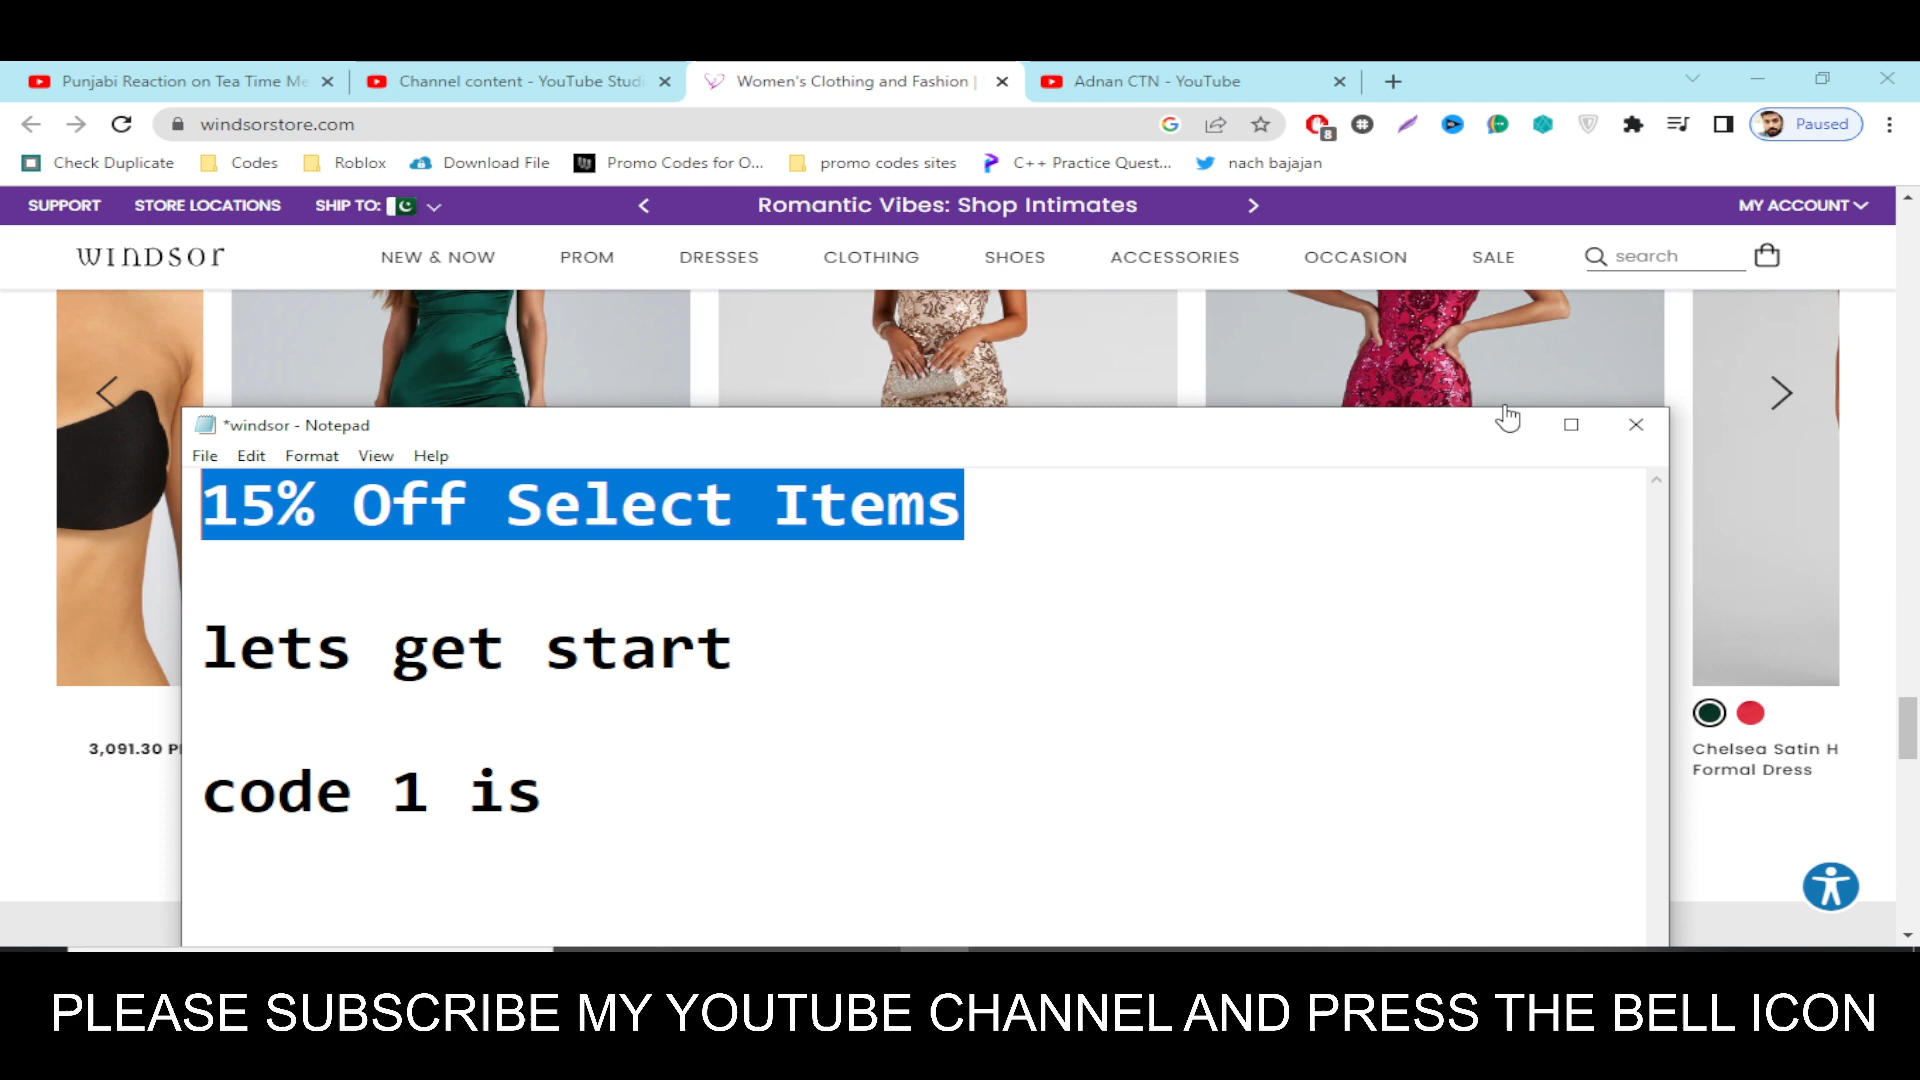 Punjabi Reaction on Tea Time Me
Channel content - YouTube Studi
Women's Clothing and Fashion |
Adnan CTN - YouTube
windsorstore.com
8
Paused
Check Duplicate
Codes
Roblox
Download File
Promo Codes for O...
promo codes sites
C++ Practice Quest...
nach bajajan
SUPPORT
STORE LOCATIONS
SHIP TO:
Romantic Vibes: Shop Intimates
MY ACCOUNT
WINDSOR
NEW & NOW
PROM
DRESSES
CLOTHING
SHOES
ACCESSORIES
OCCASION
SALE
search
*windsor - Notepad
File Edit Format View Help
15% Off Select Items
lets get start
code 1 is
3,091.30 P
Chelsea Satin H
Formal Dress
PLEASE SUBSCRIBE MY YOUTUBE CHANNEL AND PRESS THE BELL ICON